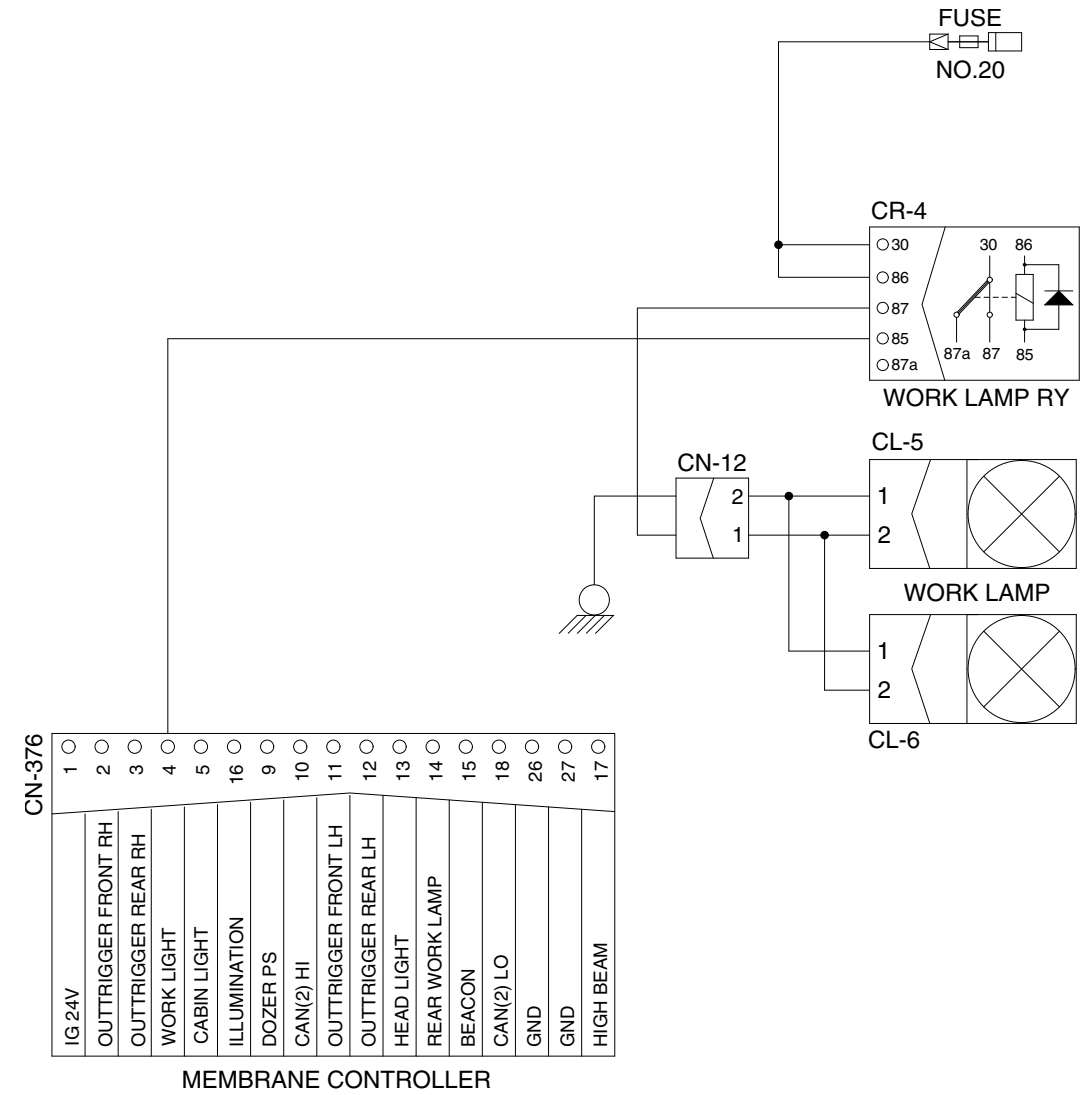 FUSE
NO.20
CR-4
30
86
87
85
87a
30 86
87a 87 85
WORK LAMP RY
CL-5
1
2
CN-12
2
1
WORK LAMP
1
2
CL-6
CN-376
1 2 3 4 5 16 9 10 11 12 13 14 15 18 26 27 17
IG 24V
OUTTRIGGER FRONT RH
OUTTRIGGER REAR RH
WORK LIGHT
CABIN LIGHT
ILLUMINATION
DOZER PS
CAN(2) HI
OUTTRIGGER FRONT LH
OUTTRIGGER REAR LH
HEAD LIGHT
REAR WORK LAMP
BEACON
CAN(2) LO
GND
GND
HIGH BEAM
MEMBRANE CONTROLLER